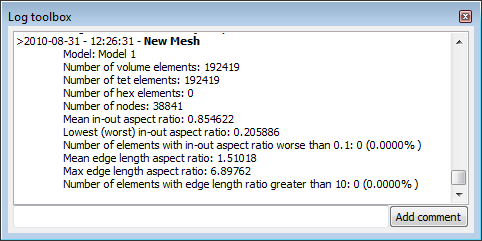 Log toolbox
>2010-08-31 - 12:26:31 - New Mesh
Model: Model 1
Number of volume elements: 192419
Number of tet elements: 192419
Number of hex elements: 0
Number of nodes: 38841
Mean in-out aspect ratio: 0.854622
Lowest (worst) in-out aspect ratio: 0.205886
Number of elements with in-out aspect ratio worse than 0.1: 0 (0.0000% )
Mean edge length aspect ratio: 1.51018
Max edge length aspect ratio: 6.89762
Number of elements with edge length ratio greater than 10: 0 (0.0000% )
Add comment